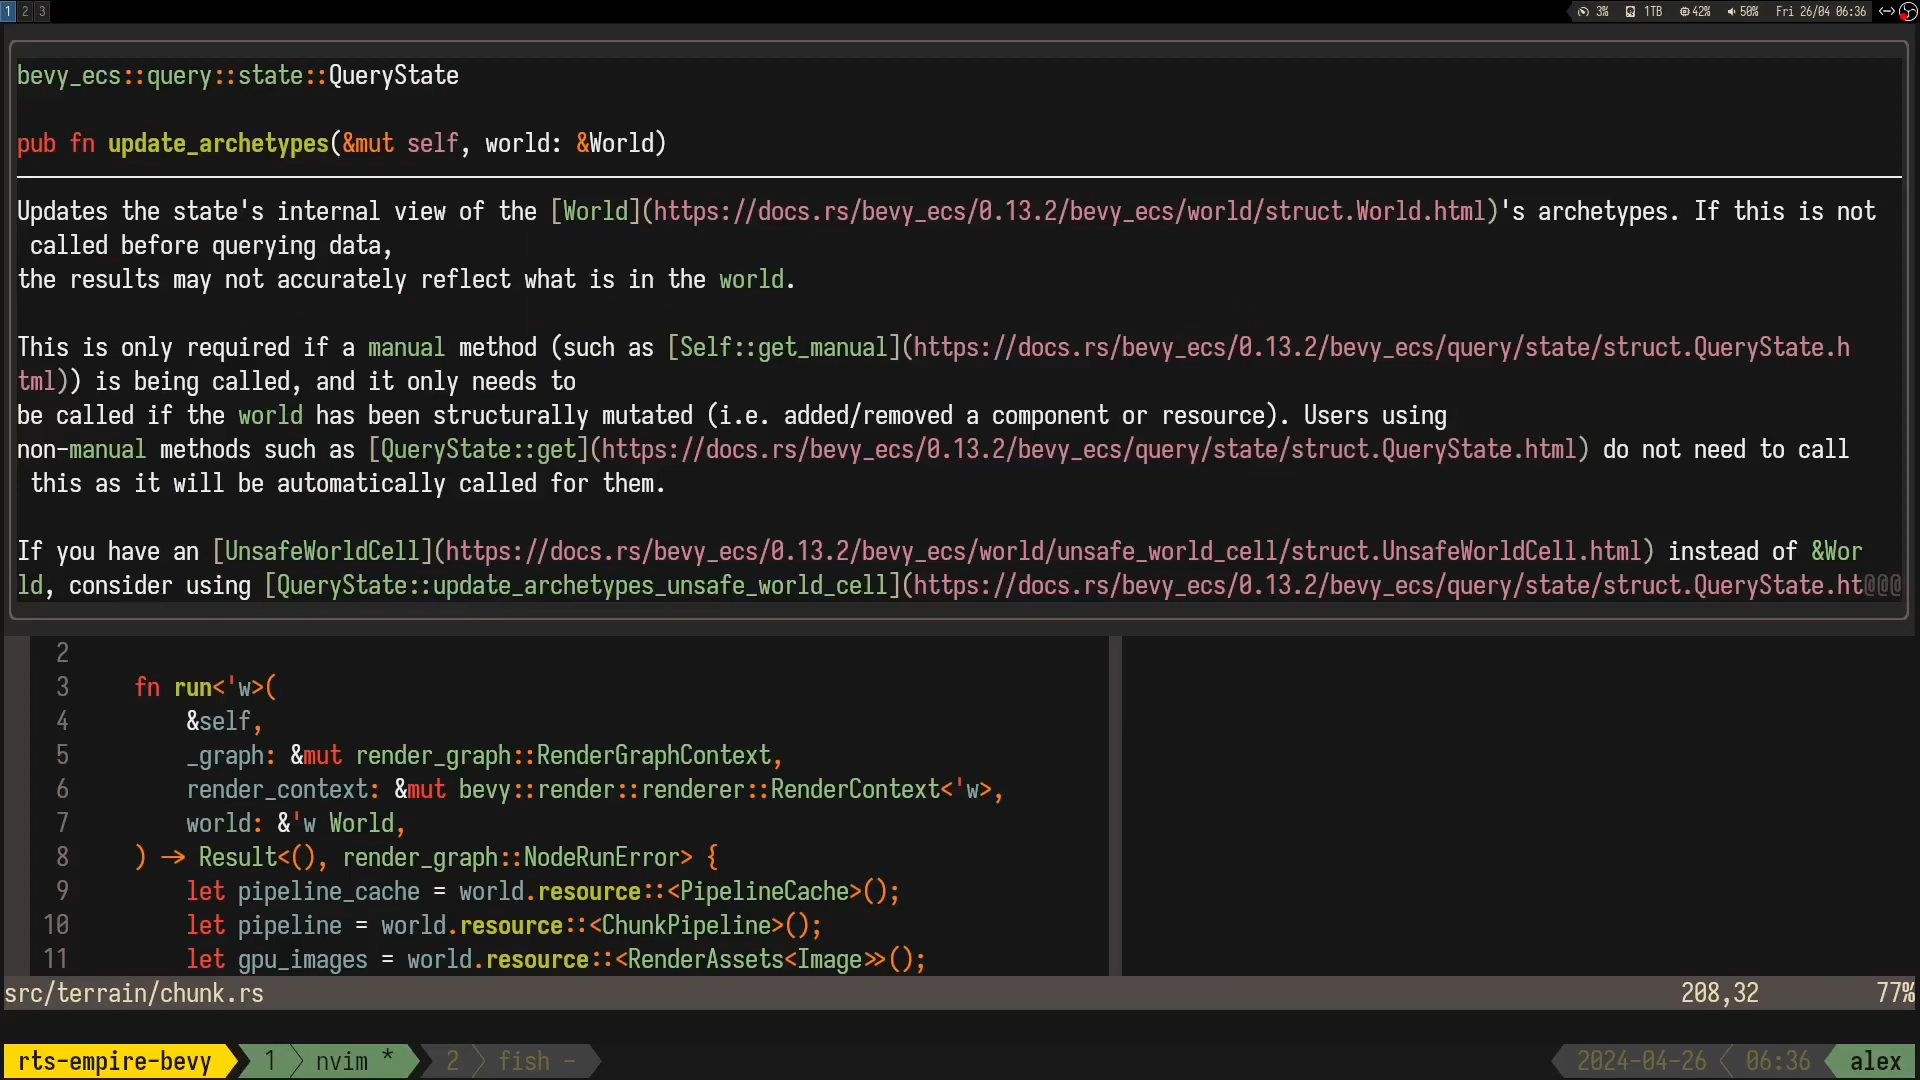 1 2 3
3% 1TB 42% 50% Fri 26/04 06:36
bevy_ecs::query::state::QueryState
pub fn update_archetypes(&mut self, world: &World)
Updates the state's internal view of the [World](https://docs.rs/bevy_ecs/0.13.2/bevy_ecs/world/struct.World.html)'s archetypes. If this is not
called before querying data,
the results may not accurately reflect what is in the world.
This is only required if a manual method (such as [Self::get_manual](https://docs.rs/bevy_ecs/0.13.2/bevy_ecs/query/state/struct.QueryState.h
tml)) is being called, and it only needs to
be called if the world has been structurally mutated (i.e. added/removed a component or resource). Users using
non-manual methods such as [QueryState::get](https://docs.rs/bevy_ecs/0.13.2/bevy_ecs/query/state/struct.QueryState.html) do not need to call
this as it will be automatically called for them.
If you have an [UnsafeWorldCell](https://docs.rs/bevy_ecs/0.13.2/bevy_ecs/world/unsafe_world_cell/struct.UnsafeWorldCell.html) instead of &Wor
ld, consider using [QueryState::update_archetypes_unsafe_world_cell](https://docs.rs/bevy_ecs/0.13.2/bevy_ecs/query/state/struct.QueryState.ht@@@
2
3 fn run<'w>(
4 &self,
5 _graph: &mut render_graph::RenderGraphContext,
6 render_context: &mut bevy::render::renderer::RenderContext<'w>,
7 world: &'w World,
8 ) -> Result<(), render_graph::NodeRunError> {
9 let pipeline_cache = world.resource::<PipelineCache>();
10 let pipeline = world.resource::<ChunkPipeline>();
11 let gpu_images = world.resource::<RenderAssets<Image>>();
src/terrain/chunk.rs 208,32 77%
rts-empire-bevy 1 nvim * 2 fish - 2024-04-26 06:36 alex